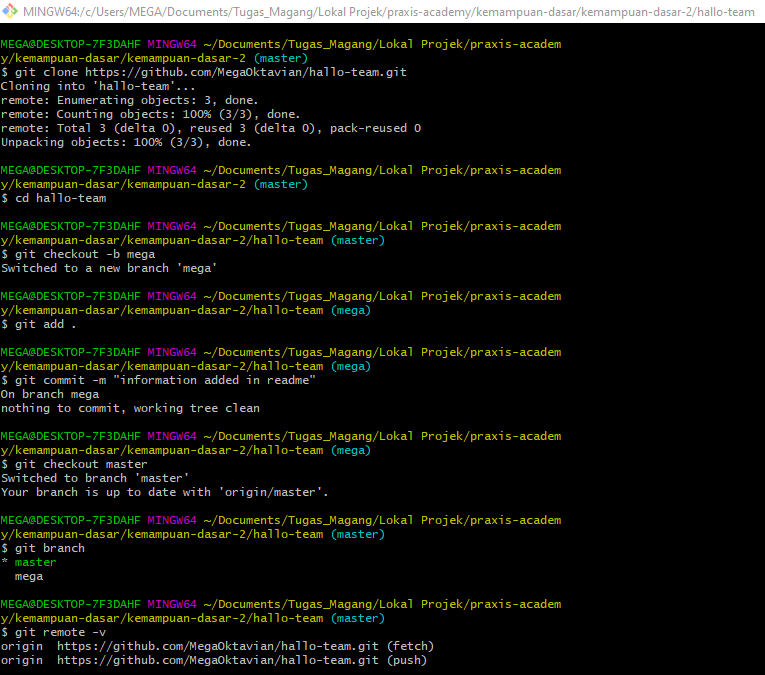 MINGW64:/c/Users/MEGA/Documents/Tugas_Magang/Lokal Projek/praxis-academy/kemampuan-dasar/kemampuan-dasar-2/hallo-team
MEGA@DESKTOP-7F3DAHF MINGW64 ~/Documents/Tugas_Magang/Lokal Projek/praxis-academ
y/kemampuan-dasar/kemampuan-dasar-2 (master)
$ git clone https://github.com/MegaOktavian/hallo-team.git
Cloning into 'hallo-team'...
remote: Enumerating objects: 3, done.
remote: Counting objects: 100% (3/3), done.
remote: Total 3 (delta 0), reused 3 (delta 0), pack-reused 0
Unpacking objects: 100% (3/3), done.
MEGA@DESKTOP-7F3DAHF MINGW64 ~/Documents/Tugas_Magang/Lokal Projek/praxis-academ
y/kemampuan-dasar/kemampuan-dasar-2 (master)
$ cd hallo-team
MEGA@DESKTOP-7F3DAHF MINGW64 ~/Documents/Tugas_Magang/Lokal Projek/praxis-academ
y/kemampuan-dasar/kemampuan-dasar-2/hallo-team (master)
$ git checkout -b mega
Switched to a new branch 'mega'
MEGA@DESKTOP-7F3DAHF MINGW64 ~/Documents/Tugas_Magang/Lokal Projek/praxis-academ
y/kemampuan-dasar/kemampuan-dasar-2/hallo-team (mega)
$ git add .
MEGA@DESKTOP-7F3DAHF MINGW64 ~/Documents/Tugas_Magang/Lokal Projek/praxis-academ
y/kemampuan-dasar/kemampuan-dasar-2/hallo-team (mega)
$ git commit -m "information added in readme"
On branch mega
nothing to commit, working tree clean
MEGA@DESKTOP-7F3DAHF MINGW64 ~/Documents/Tugas_Magang/Lokal Projek/praxis-academ
y/kemampuan-dasar/kemampuan-dasar-2/hallo-team (mega)
$ git checkout master
Switched to branch 'master'
Your branch is up to date with 'origin/master'.
MEGA@DESKTOP-7F3DAHF MINGW64 ~/Documents/Tugas_Magang/Lokal Projek/praxis-academ
y/kemampuan-dasar/kemampuan-dasar-2/hallo-team (master)
$ git branch
* master
  mega
MEGA@DESKTOP-7F3DAHF MINGW64 ~/Documents/Tugas_Magang/Lokal Projek/praxis-academ
y/kemampuan-dasar/kemampuan-dasar-2/hallo-team (master)
$ git remote -v
origin  https://github.com/MegaOktavian/hallo-team.git (fetch)
origin  https://github.com/MegaOktavian/hallo-team.git (push)